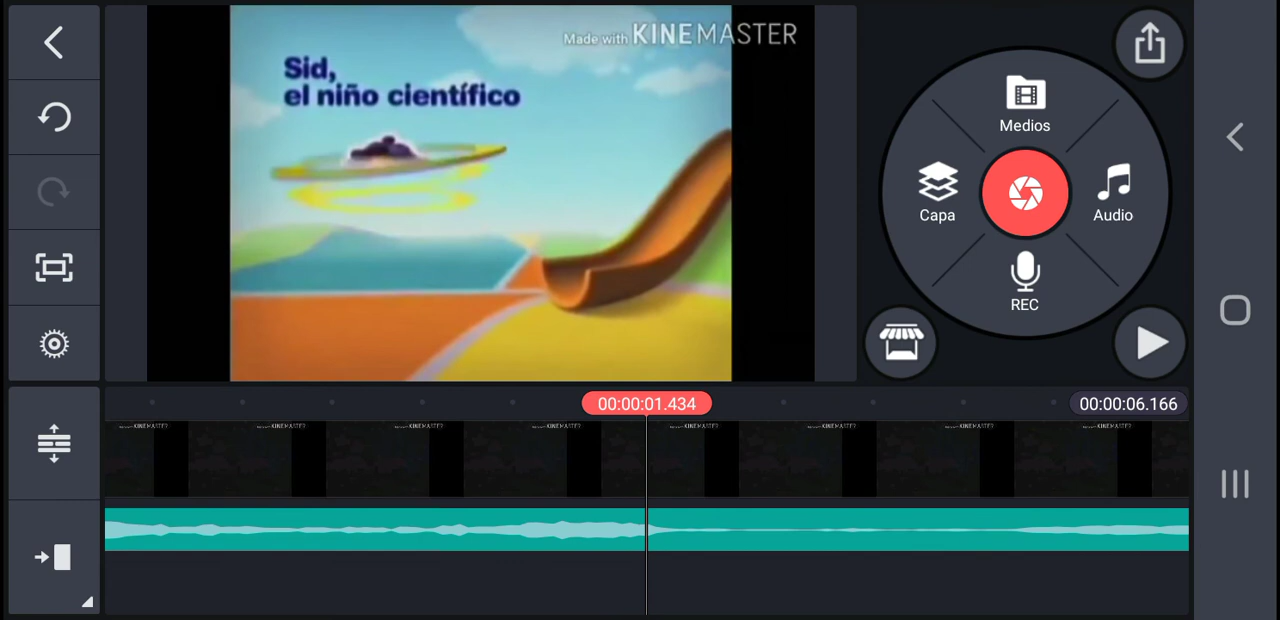 Made with KINEMASTER
Sid,
el niño científico
Medios
Capa
Audio
REC
00:00:01.434
00:00:06.166